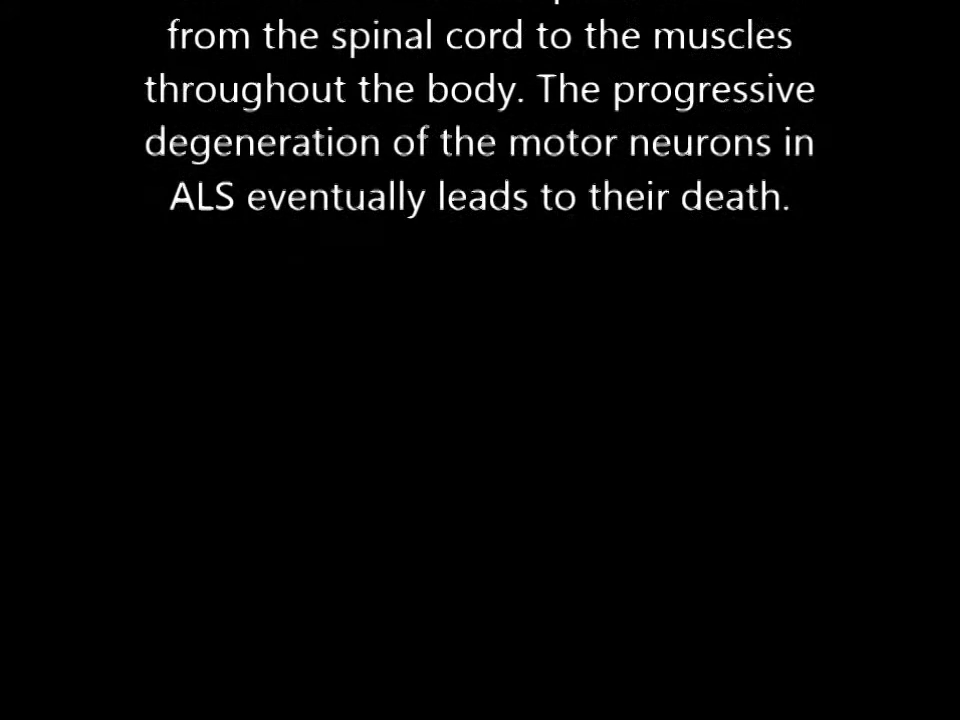 from the spinal cord to the muscles
throughout the body. The progressive
degeneration of the motor neurons in
ALS eventually leads to their death.